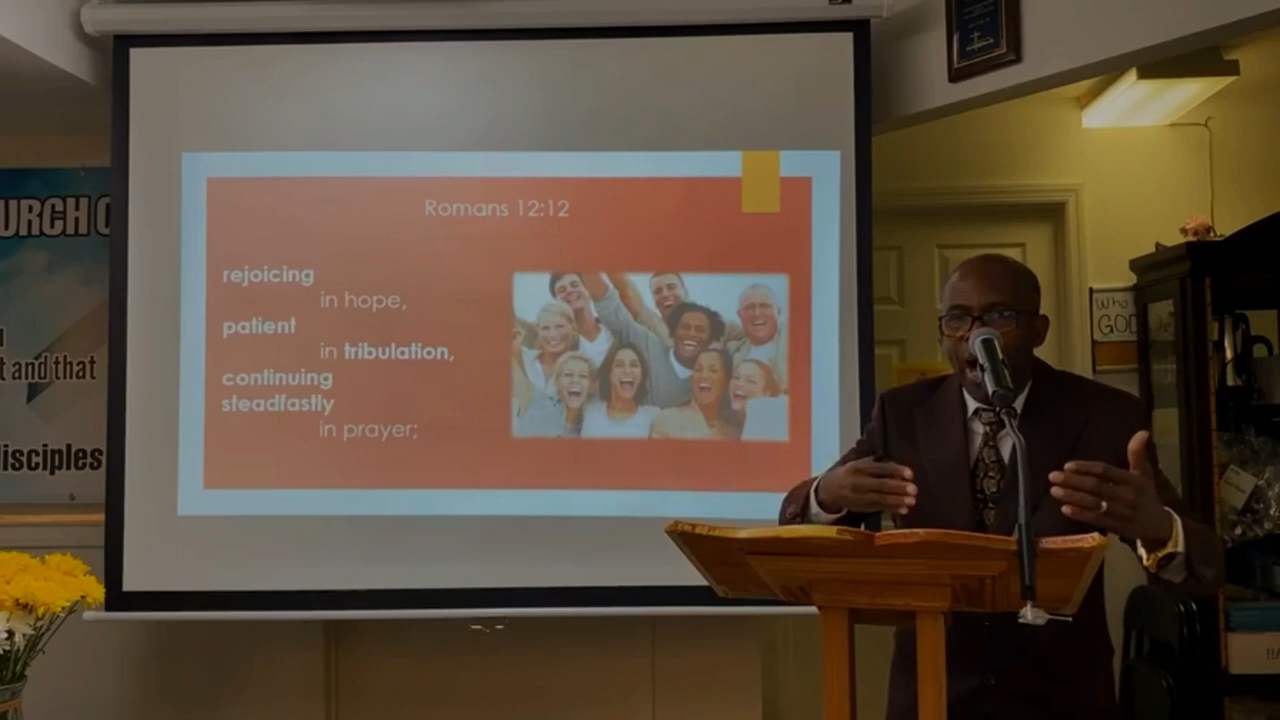 URCH
t and that
isciples
Romans 12:12
rejoicing
in hope,
patient
in tribulation,
continuing
steadfastly
in prayer;
Who
GOD